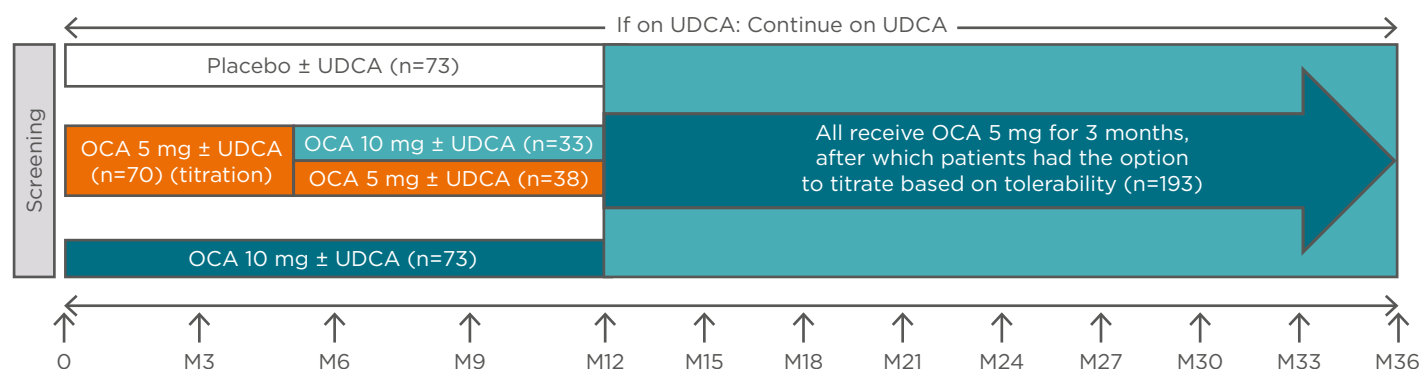 If on UDCA: Continue on UDCA
Screening
Placebo ± UDCA (n=73)
OCA 5 mg ± UDCA
(n=70) (titration)
OCA 10 mg ± UDCA (n=33)
OCA 5 mg ± UDCA (n=38)
OCA 10 mg ± UDCA (n=73)
All receive OCA 5 mg for 3 months,
after which patients had the option
to titrate based on tolerability (n=193)
0 M3 M6 M9 M12 M15 M18 M21 M24 M27 M30 M33 M36